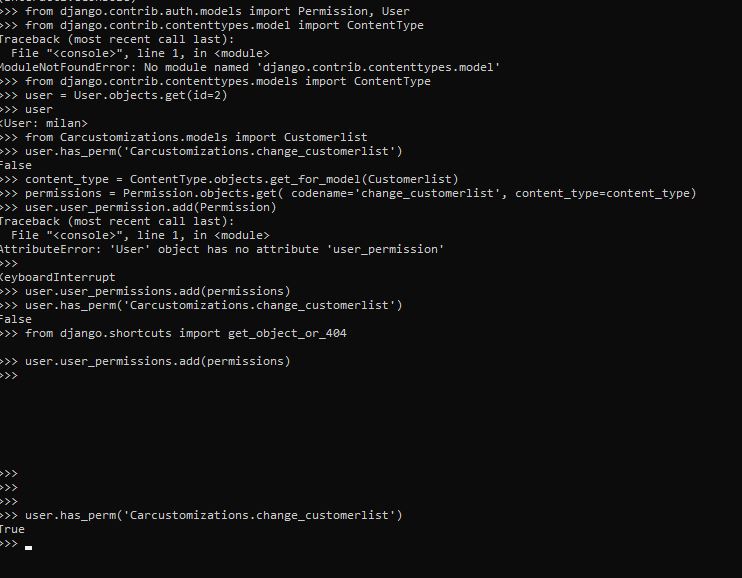 >>> from django.contrib.auth.models import Permission, User
>>> from django.contrib.contenttypes.model import ContentType
Traceback (most recent call last):
  File "<console>", line 1, in <module>
ModuleNotFoundError: No module named 'django.contrib.contenttypes.model'
>>> from django.contrib.contenttypes.models import ContentType
>>> user = User.objects.get(id=2)
>>> user
<User: milan>
>>> from Carcustomizations.models import Customerlist
>>> user.has_perm('Carcustomizations.change_customerlist')
False
>>> content_type = ContentType.objects.get_for_model(Customerlist)
>>> permissions = Permission.objects.get( codename='change_customerlist', content_type=content_type)
>>> user.user_permission.add(Permission)
Traceback (most recent call last):
  File "<console>", line 1, in <module>
AttributeError: 'User' object has no attribute 'user_permission'
>>>
KeyboardInterrupt
>>> user.user_permissions.add(permissions)
>>> user.has_perm('Carcustomizations.change_customerlist')
False
>>> from django.shortcuts import get_object_or_404
>>> user.user_permissions.add(permissions)
>>>
>>>
>>>
>>>
>>> user.has_perm('Carcustomizations.change_customerlist')
True
>>>